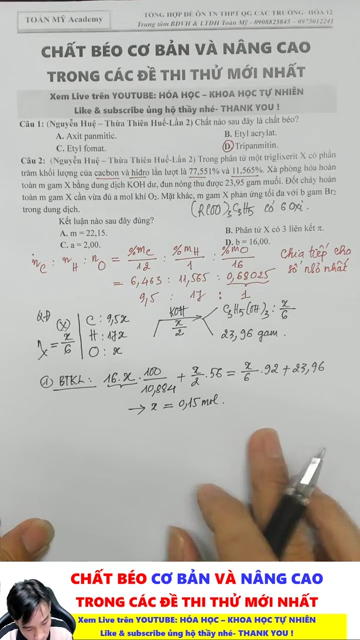 TOÁN MỸ Academy
TỔNG HỢP ĐỀ ÔN TN THPT QG CÁC TRƯỜNG- HÓA 12
Trung tâm BDVH & LTĐH Toán Mỹ - 0908825845 – 0975012241
CHẤT BÉO CƠ BẢN VÀ NÂNG CAO
TRONG CÁC ĐỀ THI THỬ MỚI NHẤT
Xem Live trên YOUTUBE: HÓA HỌC – KHOA HỌC TỰ NHIÊN
Like & subscribe ủng hộ thầy nhé- THANK YOU !
Câu 1: (Nguyễn Huệ – Thừa Thiên Huế-Lần 2) Chất nào sau đây là chất béo?
A. Axit panmitic. B. Etyl acrylat.
C. Etyl fomat. D. Tripanmitin.
Câu 2: (Nguyễn Huệ – Thừa Thiên Huế-Lần 2) Trong phân tử một triglixerit X có phần
trăm khối lượng của cacbon và hiđro lần lượt là 77,551% và 11,565%. Xà phòng hóa hoàn
toàn m gam X bằng dung dịch KOH dư, đun nóng thu được 23,95 gam muối. Đốt cháy hoàn
toàn m gam X cần vừa đủ a mol khí O₂. Mặt khác, m gam X phản ứng tối đa với b gam Br₂
trong dung dịch.
(RCOO)₃C₃H₅ có 6 Oxi.
Kết luận nào sau đây đúng?
A. m = 22,15. B. Phân tử X có 3 liên kết π.
C. a = 2,00. D. b = 16,00.
n_C : n_H : n_O = %m_C/12 : %m_H/1 : %m_O/16
chia tiếp cho
số nhỏ nhất
= 6,463 : 11,565 : 0,68025
9,5 : 17 : 1
(X) C : 9,5x
H : 17x
O : x
n_X = x/6
KOH
x/2
C₃H₅(OH)₃ : x/6
23,96 gam.
① BTKL: 16.x.100/10,884 + x/2.56 = x/6.92 + 23,96
→ x = 0,15 mol.
CHẤT BÉO CƠ BẢN VÀ NÂNG CAO
TRONG CÁC ĐỀ THI THỬ MỚI NHẤT
Xem Live trên YOUTUBE: HÓA HỌC – KHOA HỌC TỰ NHIÊN
Like & subscribe ủng hộ thầy nhé- THANK YOU !